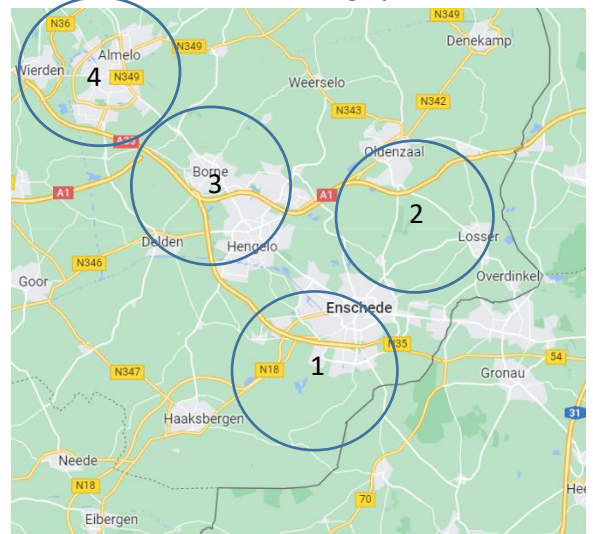 N36
N349
Denekamp
N349
Almelo
Wierden
4
N349
Weerselo
N342
N343
A35
Oldenzaal
Borne
3
A1
A1
2
Losser
Delden
Hengelo
N346
Goor
Overdinkel
Enschede
1
N35
54
N347
N18
Gronau
Haaksbergen
31
Neede
N18
Hee
70
Eibergen